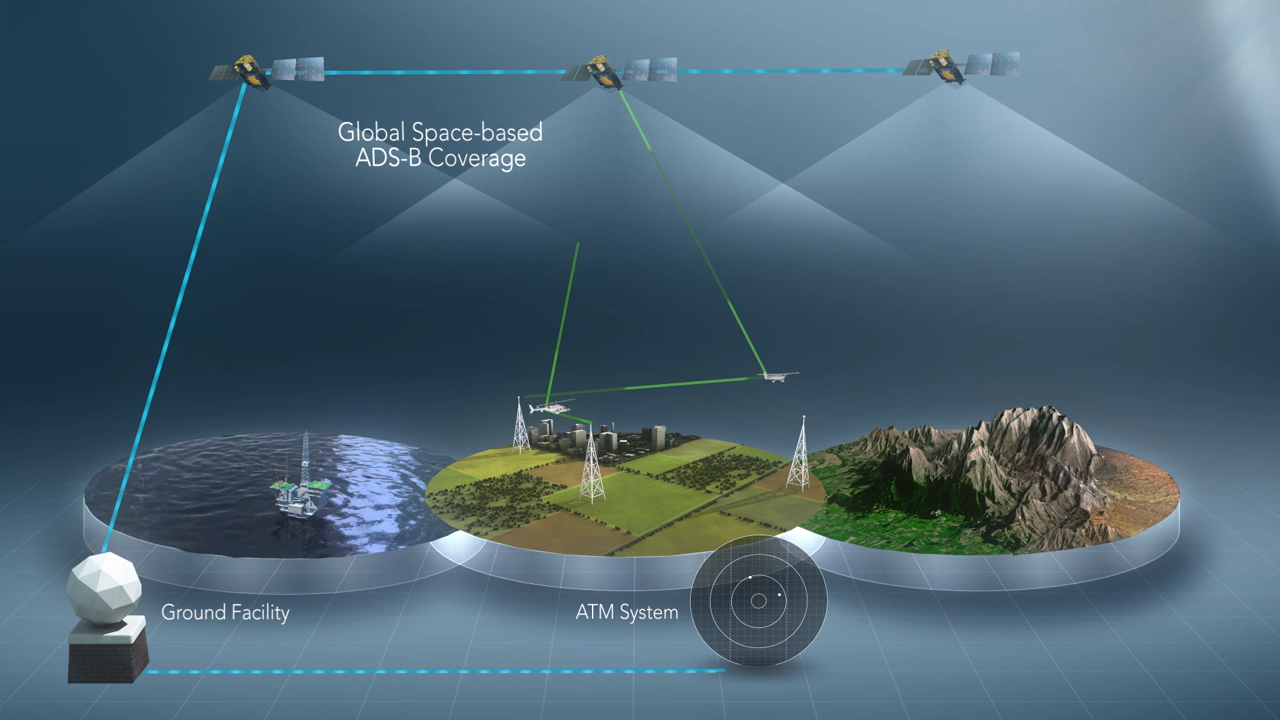 Global Space-based
ADS-B Coverage
Ground Facility
ATM System